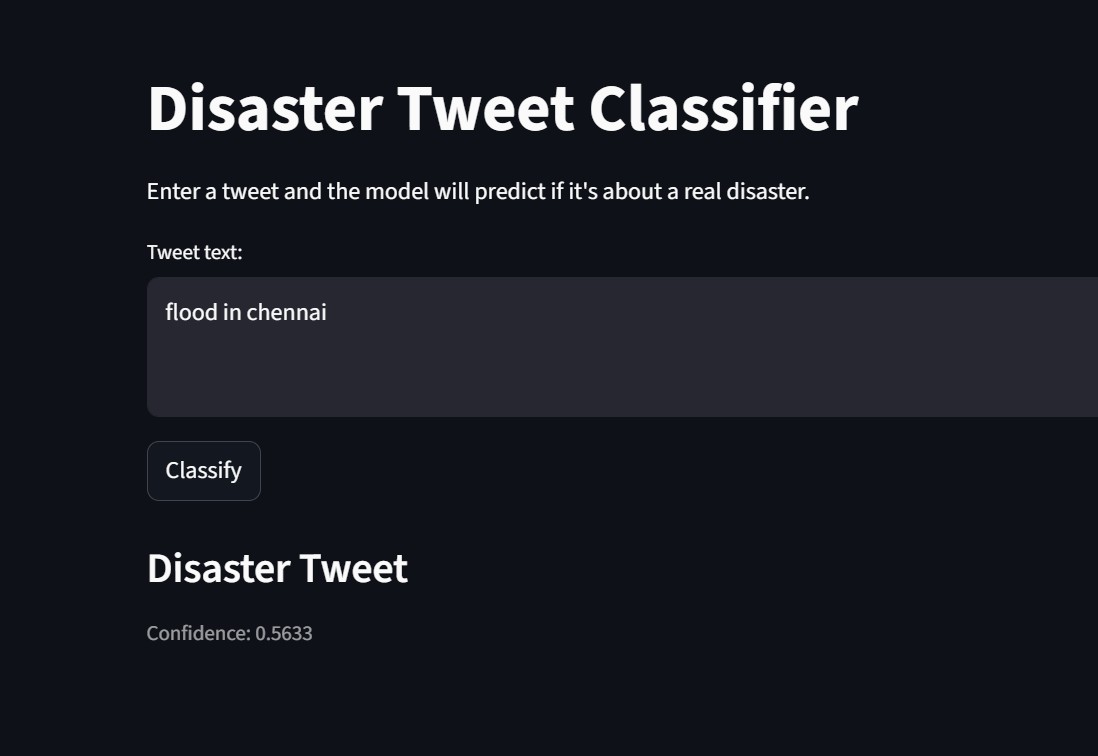 Disaster Tweet Classifier
Enter a tweet and the model will predict if it's about a real disaster.
Tweet text:
flood in chennai
Classify
Disaster Tweet
Confidence: 0.5633